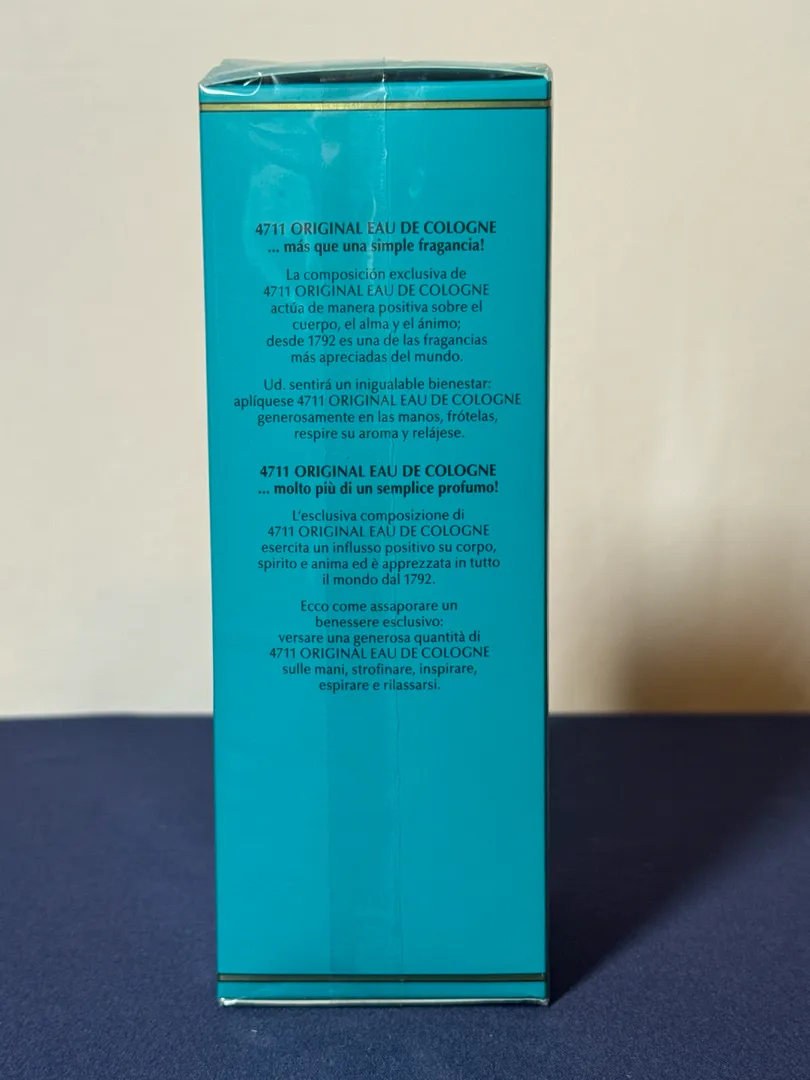 4711 ORIGINAL EAU DE COLOGNE
... más que una simple fragancia!
La composición exclusiva de
4711 ORIGINAL EAU DE COLOGNE
actúa de manera positiva sobre el
cuerpo, el alma y el ánimo;
desde 1792 es una de las fragancias
más apreciadas del mundo.
Ud. sentirá un inigualable bienestar:
aplíquese 4711 ORIGINAL EAU DE COLOGNE
generosamente en las manos, frótelas,
respire su aroma y relájese.
4711 ORIGINAL EAU DE COLOGNE
... molto più di un semplice profumo!
L'esclusiva composizione di
4711 ORIGINAL EAU DE COLOGNE
esercita un influsso positivo su corpo,
spirito e anima ed è apprezzata in tutto
il mondo dal 1792.
Ecco come assaporare un
benessere esclusivo:
versare una generosa quantità di
4711 ORIGINAL EAU DE COLOGNE
sulle mani, strofinare, inspirare,
espirare e rilassarsi.